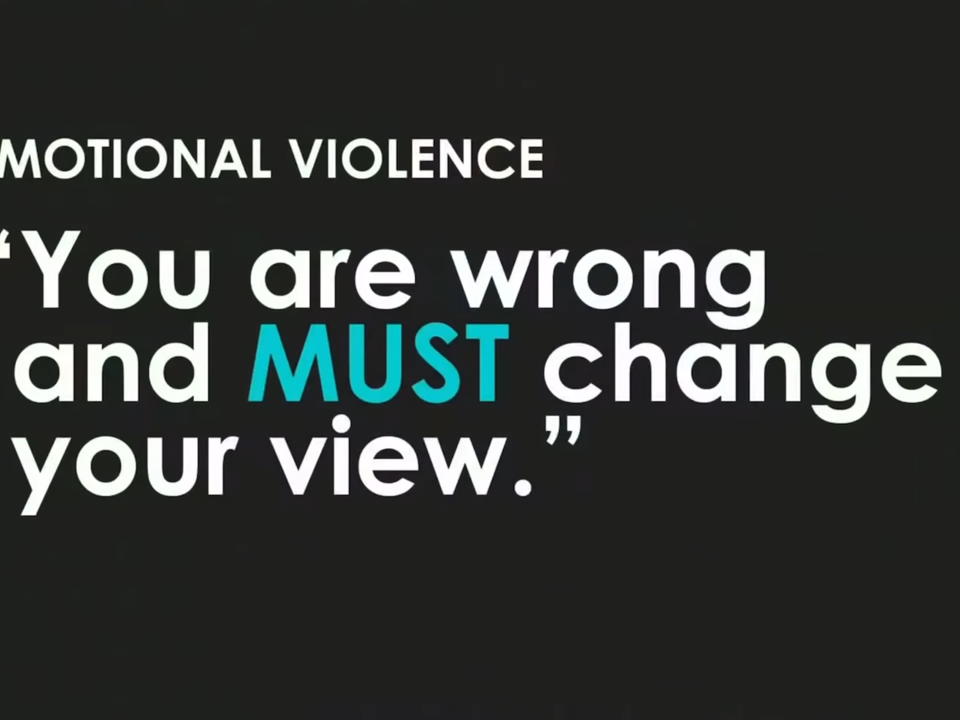 MOTIONAL VIOLENCE
“You are wrong
and MUST change
your view.”